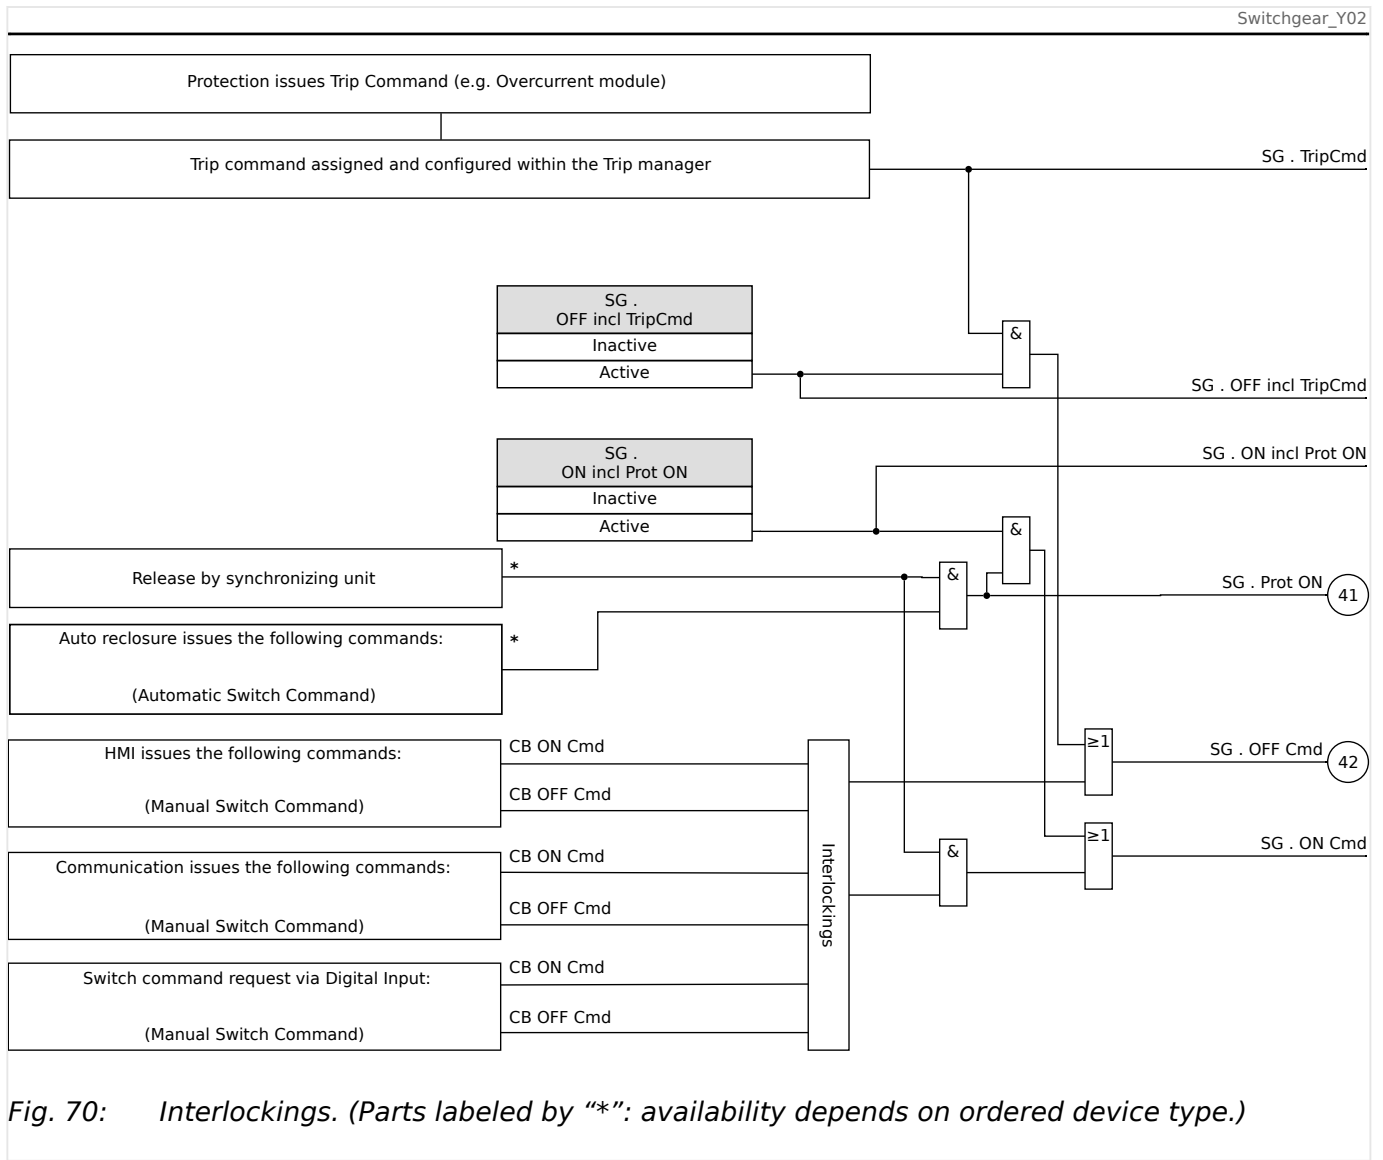 Switchgear_Y02
Protection issues Trip Command (e.g. Overcurrent module)
Trip command assigned and configured within the Trip manager
SG . TripCmd
SG .
OFF incl TripCmd
Inactive
Active
&
SG . OFF incl TripCmd
SG .
ON incl Prot ON
Inactive
Active
SG . ON incl Prot ON
&
Release by synchronizing unit
*
&
SG . Prot ON
41
Auto reclosure issues the following commands:
*
(Automatic Switch Command)
HMI issues the following commands:
(Manual Switch Command)
CB ON Cmd
CB OFF Cmd
≥1
SG . OFF Cmd
42
Communication issues the following commands:
(Manual Switch Command)
CB ON Cmd
CB OFF Cmd
Interlockings
&
≥1
SG . ON Cmd
Switch command request via Digital Input:
(Manual Switch Command)
CB ON Cmd
CB OFF Cmd
Fig. 70: Interlockings. (Parts labeled by “*”: availability depends on ordered device type.)